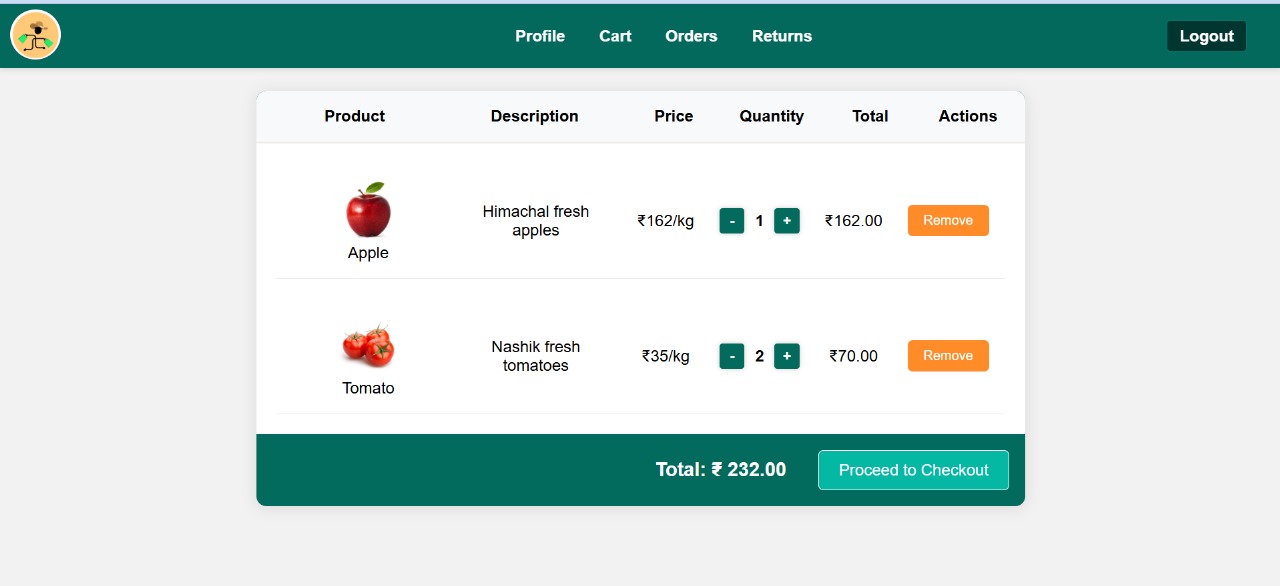 Profile Cart Orders Returns Logout
Product Description Price Quantity Total Actions
Himachal fresh
apples
₹162/kg - 1 + ₹162.00 Remove
Apple
Nashik fresh
tomatoes
₹35/kg - 2 + ₹70.00 Remove
Tomato
Total: ₹ 232.00 Proceed to Checkout